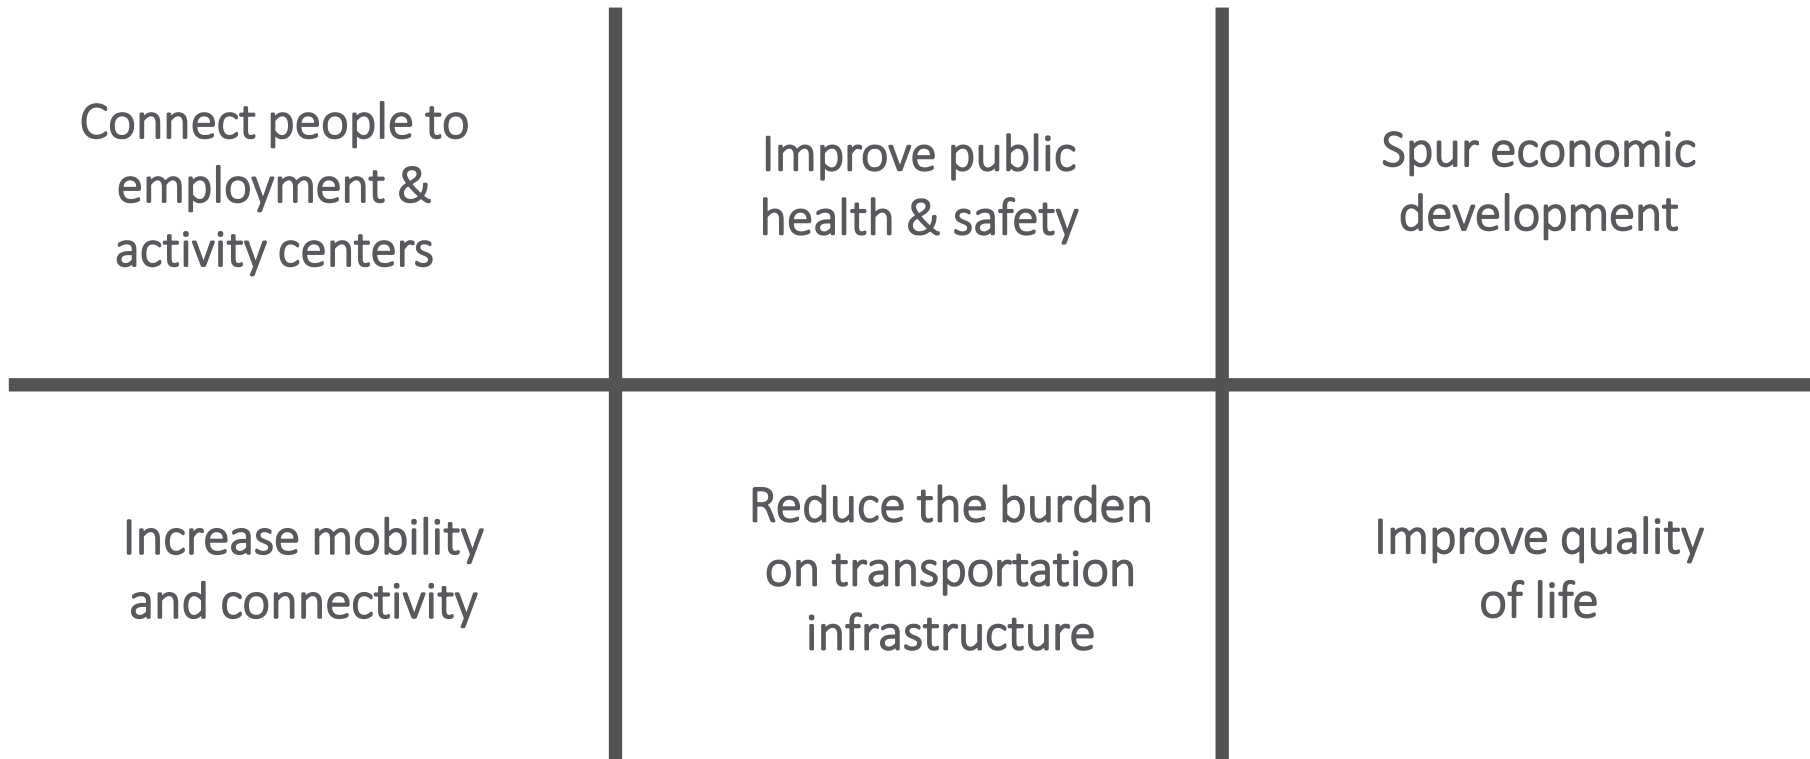 Connect people to
employment &
activity centers
Improve public
health & safety
Spur economic
development
Increase mobility
and connectivity
Reduce the burden
on transportation
infrastructure
Improve quality
of life